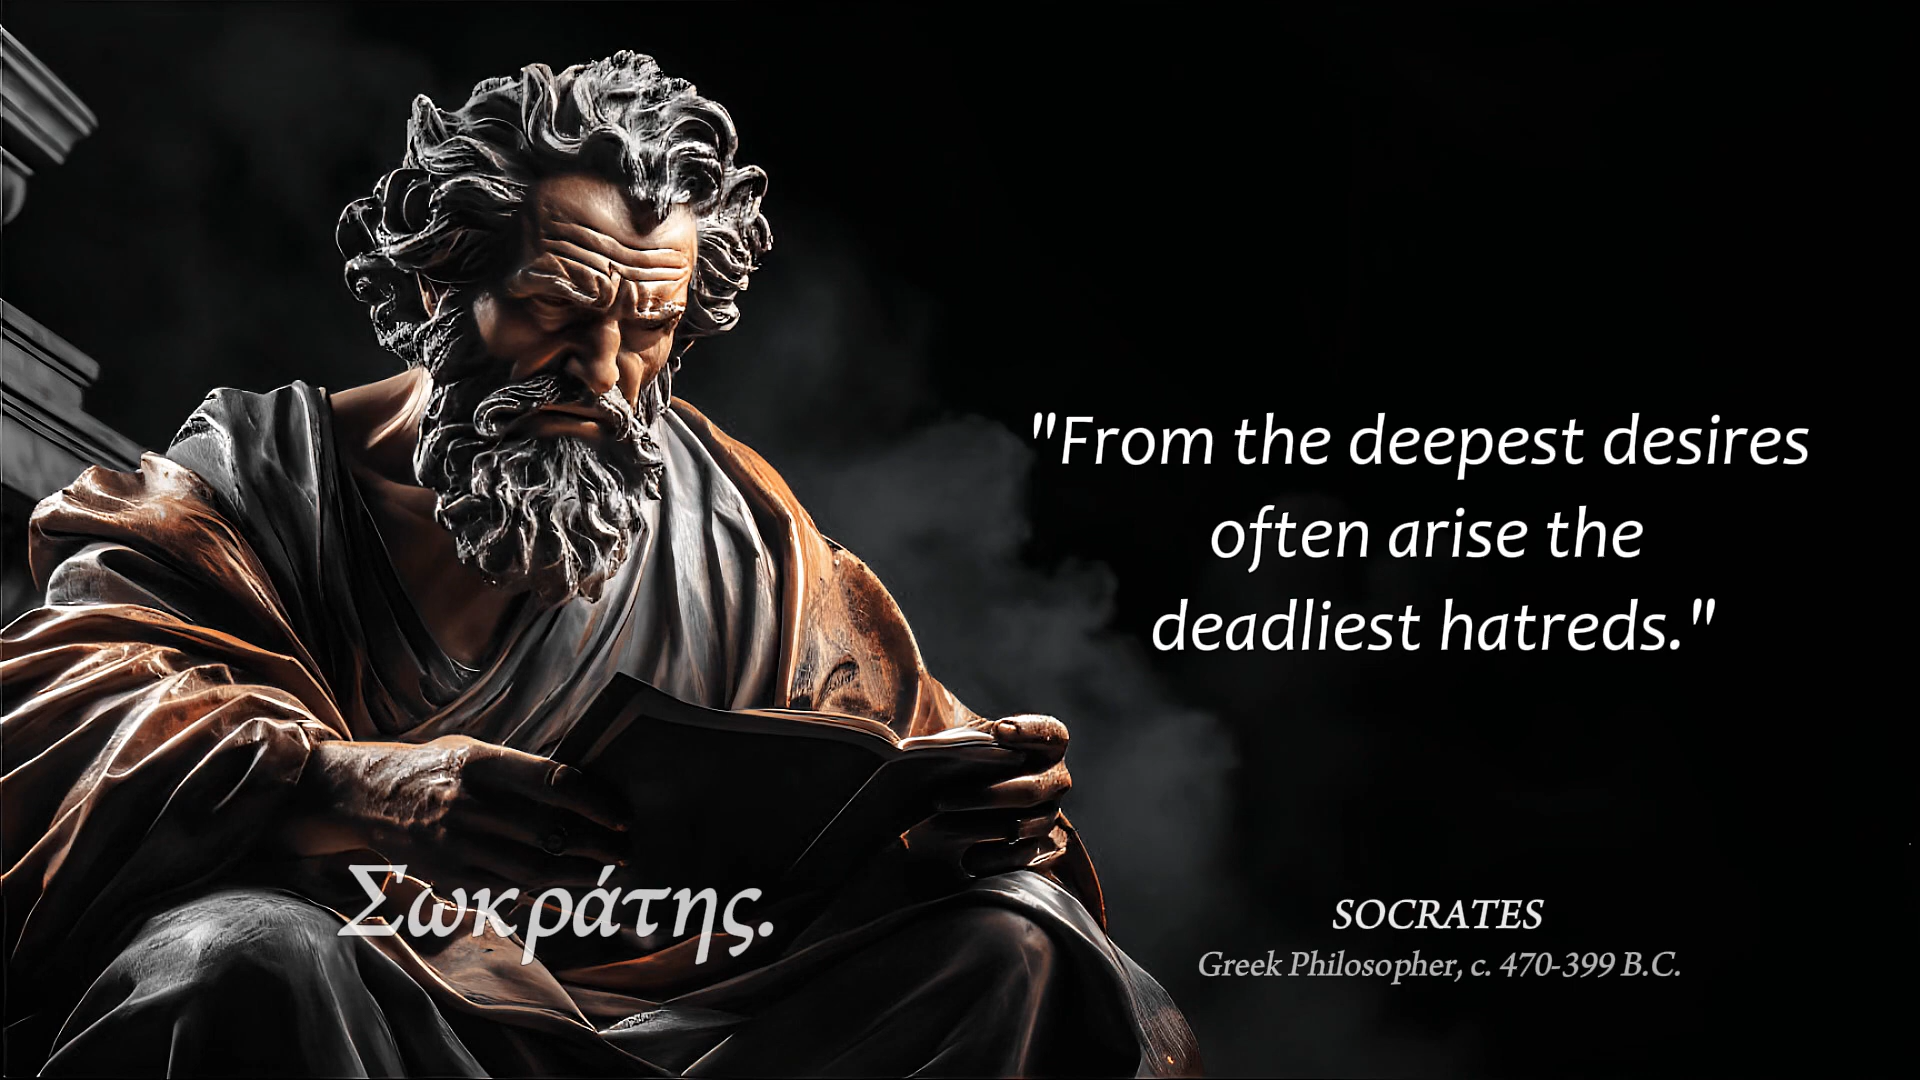 "From the deepest desires
often arise the
deadliest hatreds."
Σωκράτης.
SOCRATES
Greek Philosopher, c. 470-399 B.C.